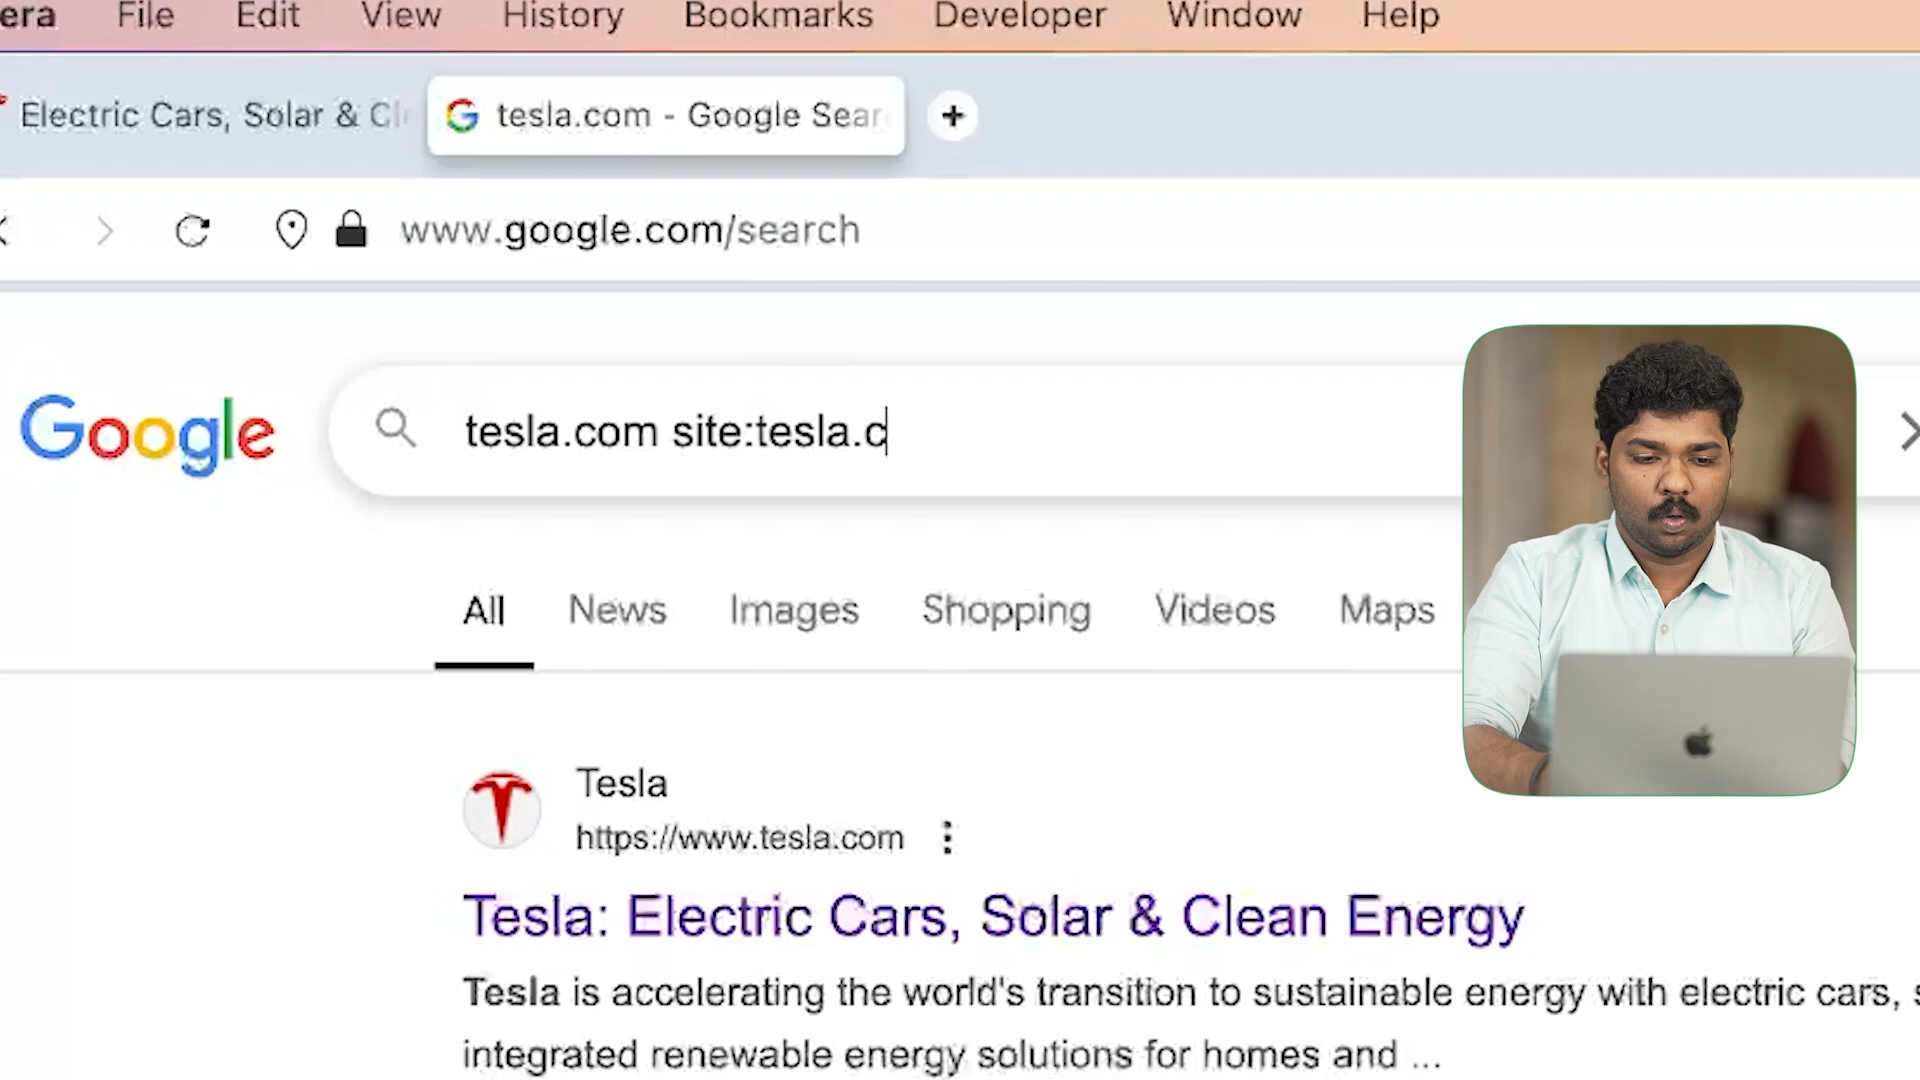 era File Edit View History Bookmarks Developer Window Help
Electric Cars, Solar & Cl tesla.com - Google Sear +
www.google.com/search
Google tesla.com site:tesla.c
All News Images Shopping Videos Maps
Tesla
https://www.tesla.com
Tesla: Electric Cars, Solar & Clean Energy
Tesla is accelerating the world's transition to sustainable energy with electric cars, s
integrated renewable energy solutions for homes and ...